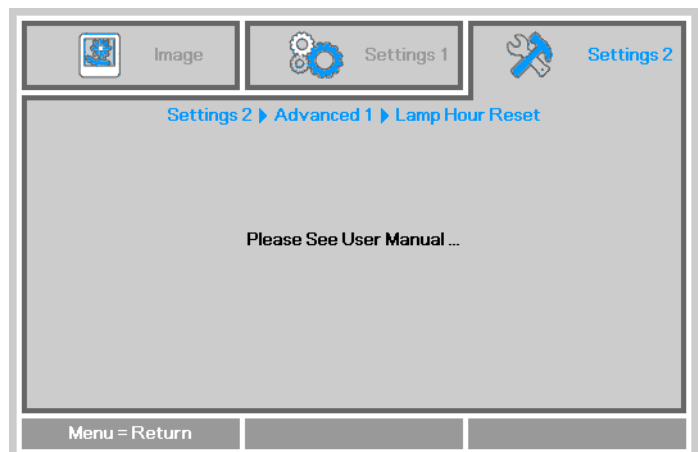 Image
Settings 1
Settings 2
Settings 2 ▶ Advanced 1 ▶ Lamp Hour Reset
Please See User Manual ...
Menu = Return